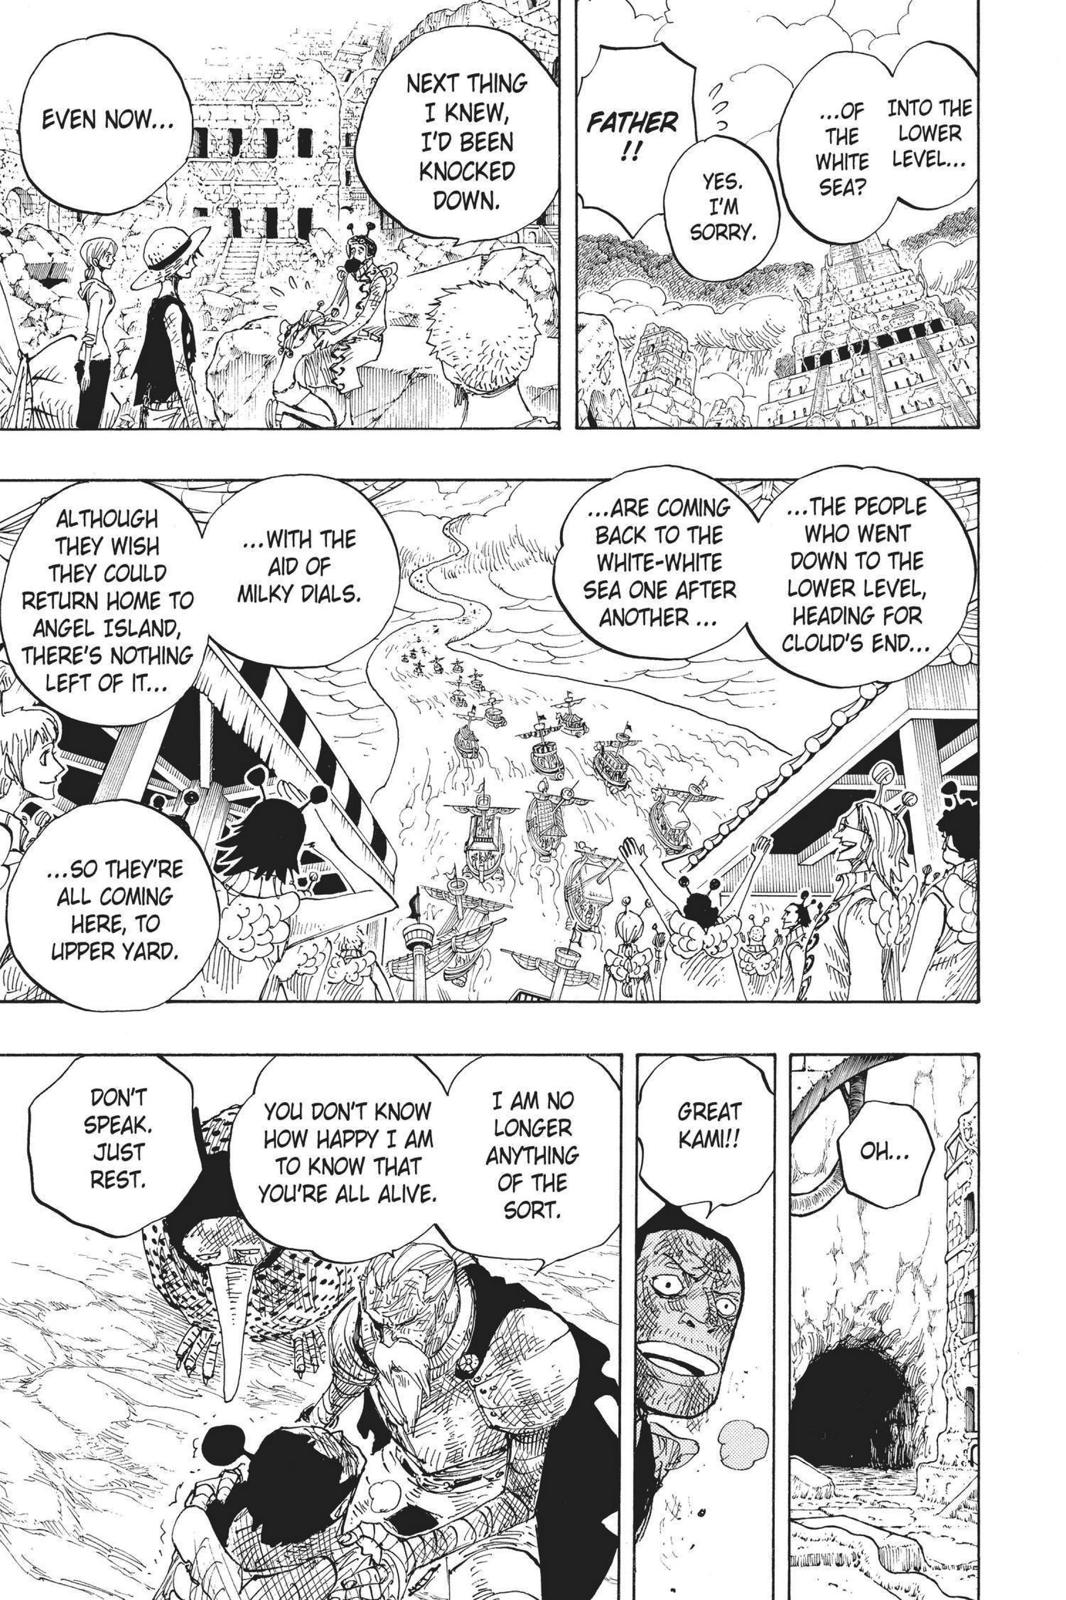 INTO THE
LOWER
LEVEL...
...OF
THE
WHITE
SEA?
YES.
I'M
SORRY.
FATHER
!!
NEXT THING
I KNEW,
I'D BEEN
KNOCKED
DOWN.
EVEN NOW...
...THE PEOPLE
WHO WENT
DOWN TO THE
LOWER LEVEL,
HEADING FOR
CLOUD'S END...
...ARE COMING
BACK TO THE
WHITE-WHITE
SEA ONE AFTER
ANOTHER ...
...WITH THE
AID OF
MILKY DIALS.
ALTHOUGH
THEY WISH
THEY COULD
RETURN HOME TO
ANGEL ISLAND,
THERE'S NOTHING
LEFT OF IT...
...SO THEY'RE
ALL COMING
HERE, TO
UPPER YARD.
OH...
GREAT
KAMI!!
I AM NO
LONGER
ANYTHING
OF THE
SORT.
YOU DON'T KNOW
HOW HAPPY I AM
TO KNOW THAT
YOU'RE ALL ALIVE.
DON'T
SPEAK.
JUST
REST.